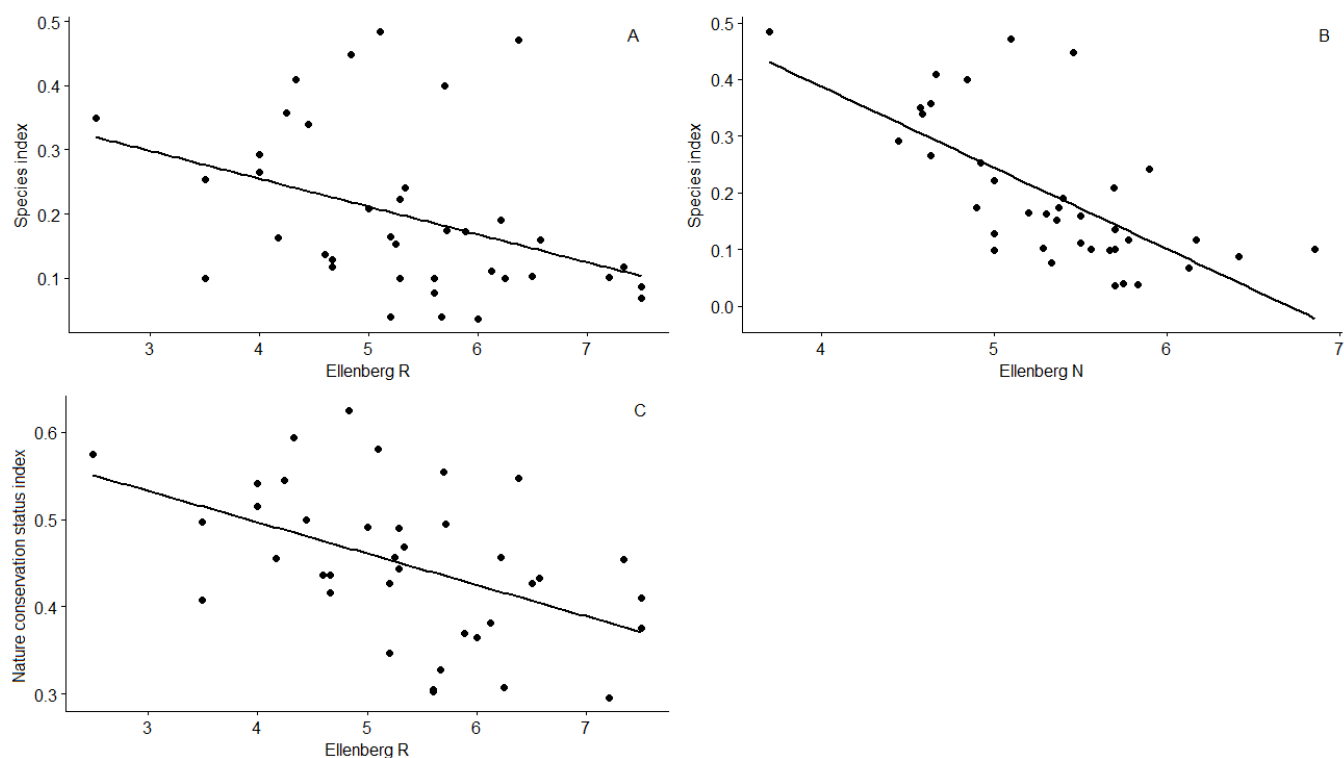 A
Species index
0.5
0.4
0.3
0.2
0.1
3 4 5 6 7
Ellenberg R
B
Species index
0.5
0.4
0.3
0.2
0.1
0.0
4 5 6 7
Ellenberg N
C
Nature conservation status index
0.6
0.5
0.4
0.3
3 4 5 6 7
Ellenberg R